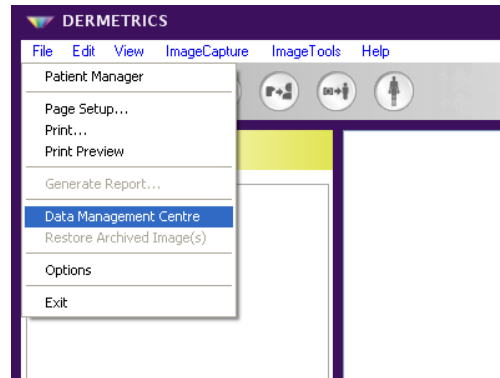 DERMETRICS
File Edit View ImageCapture ImageTools Help
Patient Manager
Page Setup...
Print...
Print Preview
Generate Report...
Data Management Centre
Restore Archived Image(s)
Options
Exit